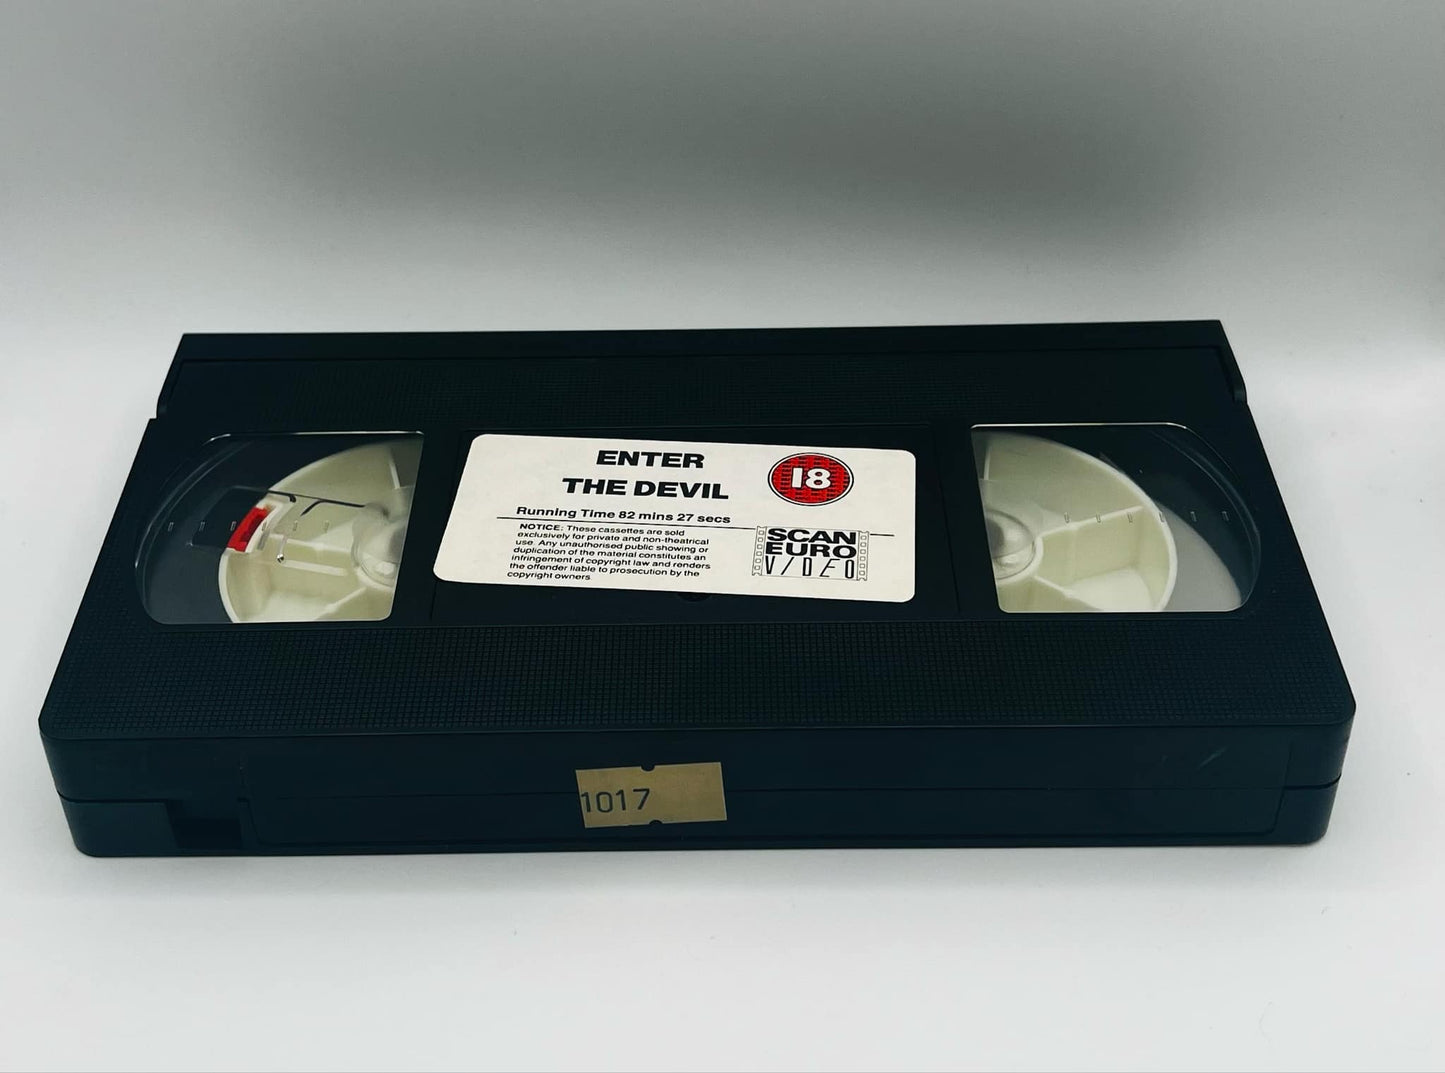 ENTER
THE DEVIL
18
Running Time 82 mins 27 secs
NOTICE: These cassettes are sold
exclusively for private and non-theatrical
use. Any unauthorised public showing or
duplication of the material constitutes an
infringement of copyright law and renders
the offender liable to prosecution by the
copyright owners
SCAN
EURO
VIDEO
1017